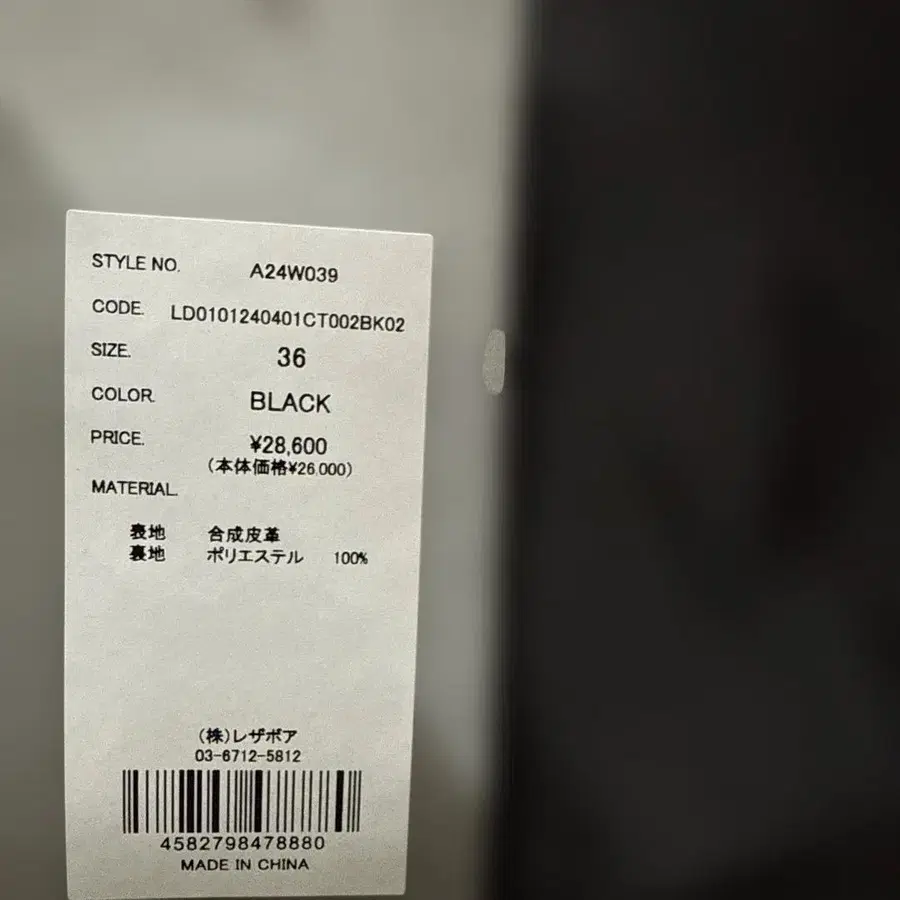 STYLE NO. A24W039
CODE. LD0101240401CT002BK02
SIZE. 36
COLOR. BLACK
PRICE. ¥28,600
(本体価格¥26,000)
MATERIAL.
表地 合成皮革
裏地 ポリエステル 100%
(株)レザボア
03-6712-5812
4582798478880
MADE IN CHINA